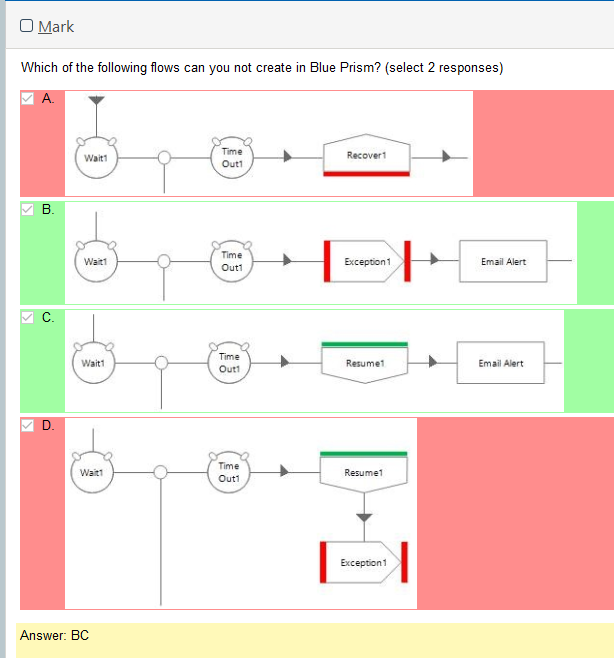 Mark
Which of the following flows can you not create in Blue Prism? (select 2 responses)
A.
Wait1
Time
Out1
Recover1
B.
Wait1
Time
Out1
Exception1
Email Alert
C.
Wait1
Time
Out1
Resume1
Email Alert
D.
Wait1
Time
Out1
Resume1
Exception1
Answer: BC